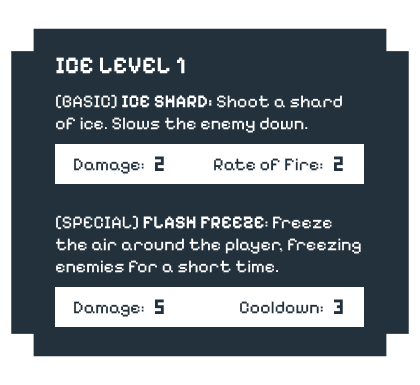 ICE LEVEL 1
(BASIC) ICE SHARD: Shoot a shard
of ice. Slows the enemy down.
Damage: 2 Rate of Fire: 2
(SPECIAL) FLASH FREEZE: Freeze
the air around the player, freezing
enemies for a short time.
Damage: 5 Cooldown: 3